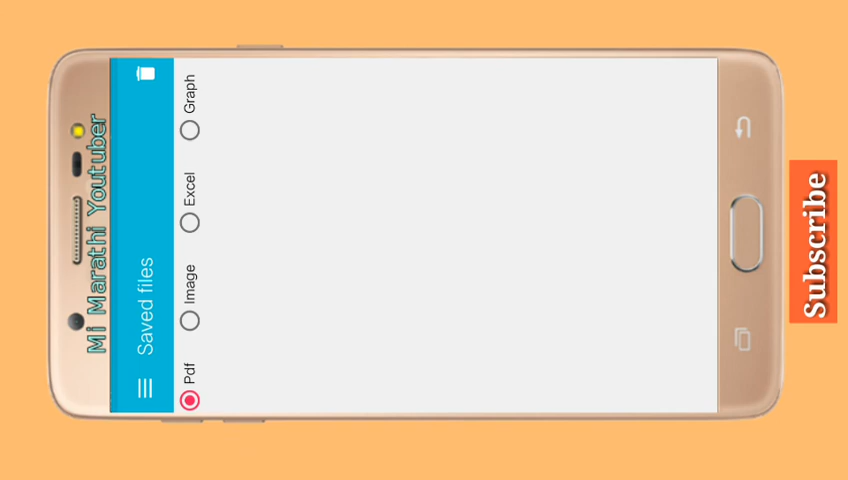 Mi Marathi Youtuber
Saved files
Pdf
Image
Excel
Graph
Subscribe